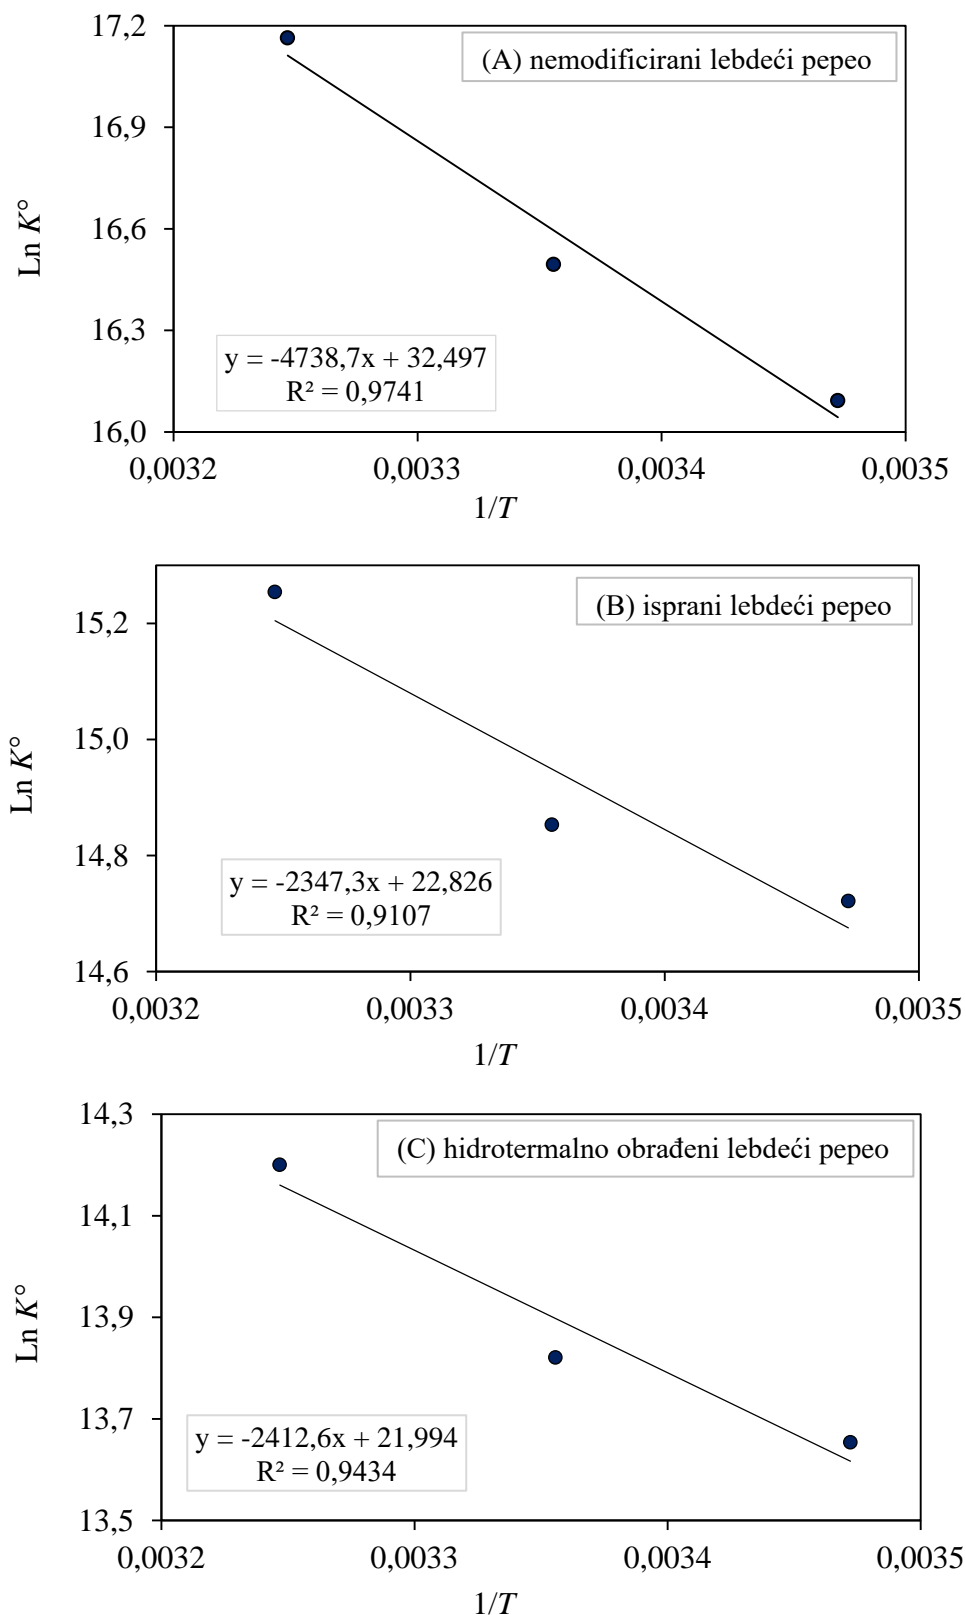 17,2
(A) nemodificirani lebdeći pepeo
16,9
16,6
Ln K°
16,3
y = -4738,7x + 32,497
R² = 0,9741
16,0
0,0032 0,0033 0,0034 0,0035
1/T
(B) isprani lebdeći pepeo
15,2
15,0
Ln K°
14,8
y = -2347,3x + 22,826
R² = 0,9107
14,6
0,0032 0,0033 0,0034 0,0035
1/T
14,3
(C) hidrotermalno obrađeni lebdeći pepeo
14,1
13,9
Ln K°
13,7
y = -2412,6x + 21,994
R² = 0,9434
13,5
0,0032 0,0033 0,0034 0,0035
1/T